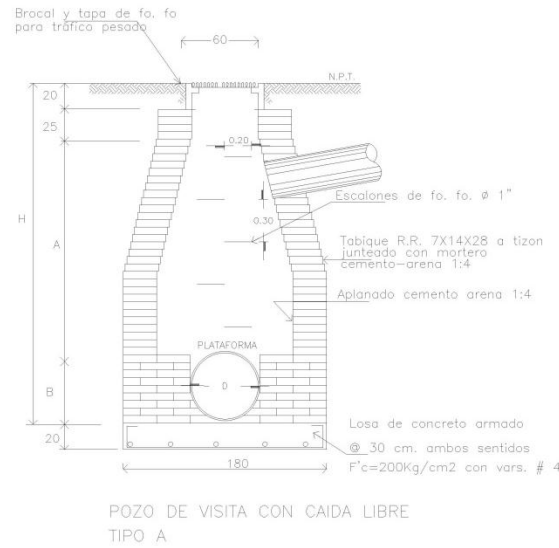 Brocal y tapa de fo. fo
para tráfico pesado
60
N.P.T.
20
25
0.20
Escalones de fo. fo. ø 1"
H
A
0.30
Tabique R.R. 7X14X28 a tizon
junteado con mortero
cemento-arena 1:4
Aplanado cemento arena 1:4
PLATAFORMA
D
B
Losa de concreto armado
20
@ 30 cm. ambos sentidos
F'c=200Kg/cm2 con vars. # 4
180
POZO DE VISITA CON CAIDA LIBRE
TIPO A